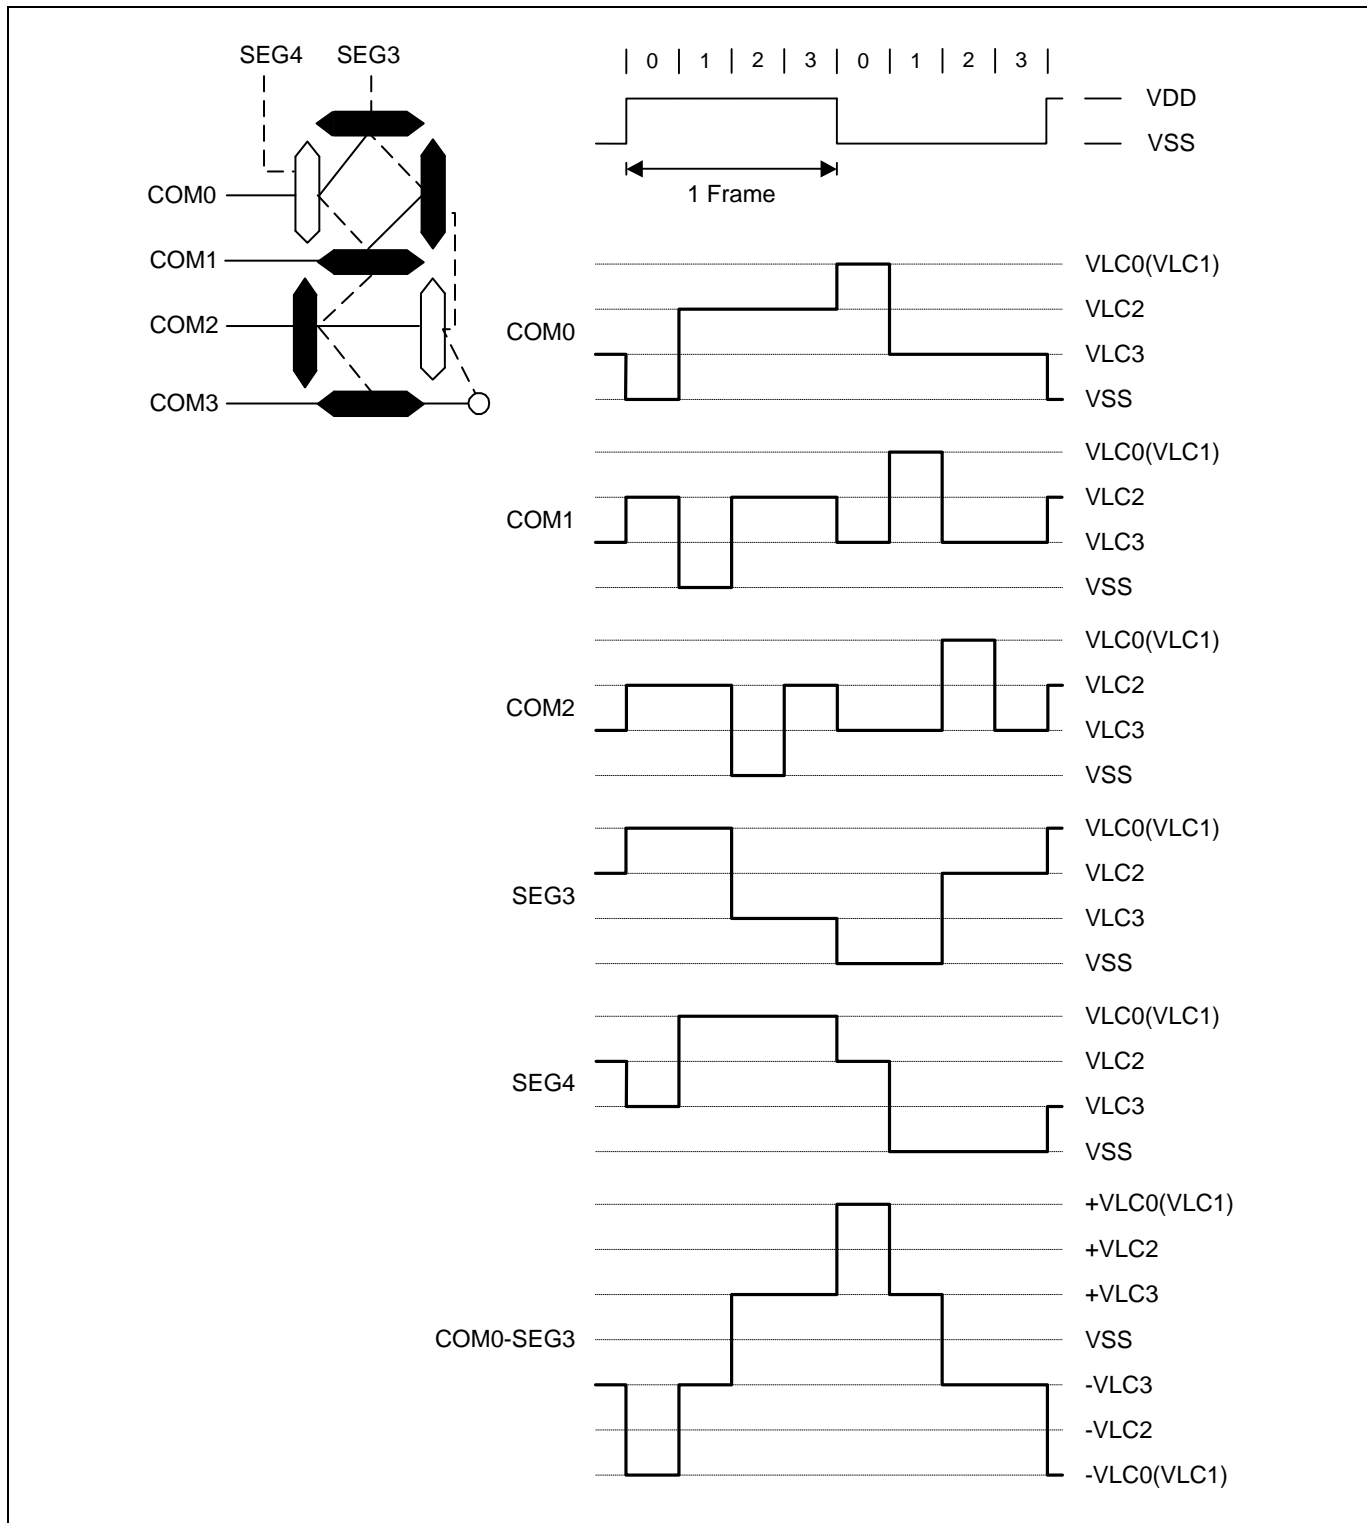 SEG4 SEG3
0 1 2 3 0 1 2 3
VDD
VSS
1 Frame
COM0
COM1
COM2
COM3
COM0
VLC0(VLC1)
VLC2
VLC3
VSS
COM1
VLC0(VLC1)
VLC2
VLC3
VSS
COM2
VLC0(VLC1)
VLC2
VLC3
VSS
SEG3
VLC0(VLC1)
VLC2
VLC3
VSS
SEG4
VLC0(VLC1)
VLC2
VLC3
VSS
COM0-SEG3
+VLC0(VLC1)
+VLC2
+VLC3
VSS
-VLC3
-VLC2
-VLC0(VLC1)